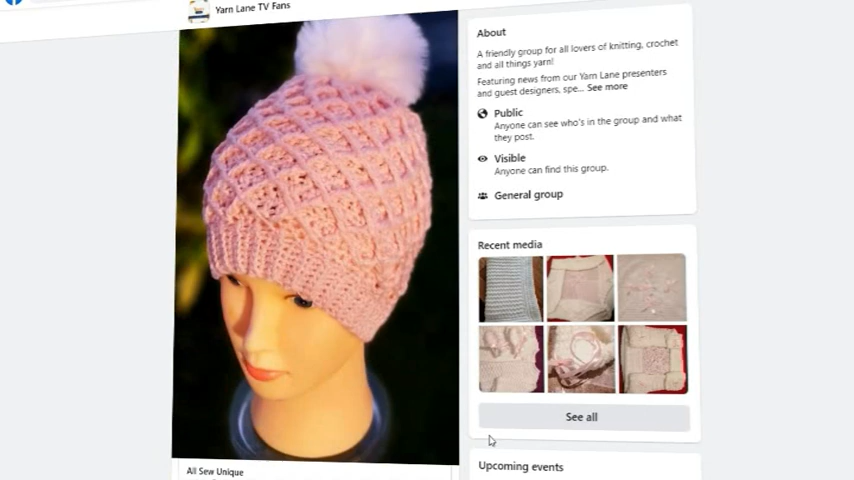 Yarn Lane TV Fans
About
A friendly group for all lovers of knitting, crochet
and all things yarn!
Featuring news from our Yarn Lane presenters
and guest designers, spe... See more
Public
Anyone can see who's in the group and what
they post.
Visible
Anyone can find this group.
General group
Recent media
See all
Upcoming events
All Sew Unique